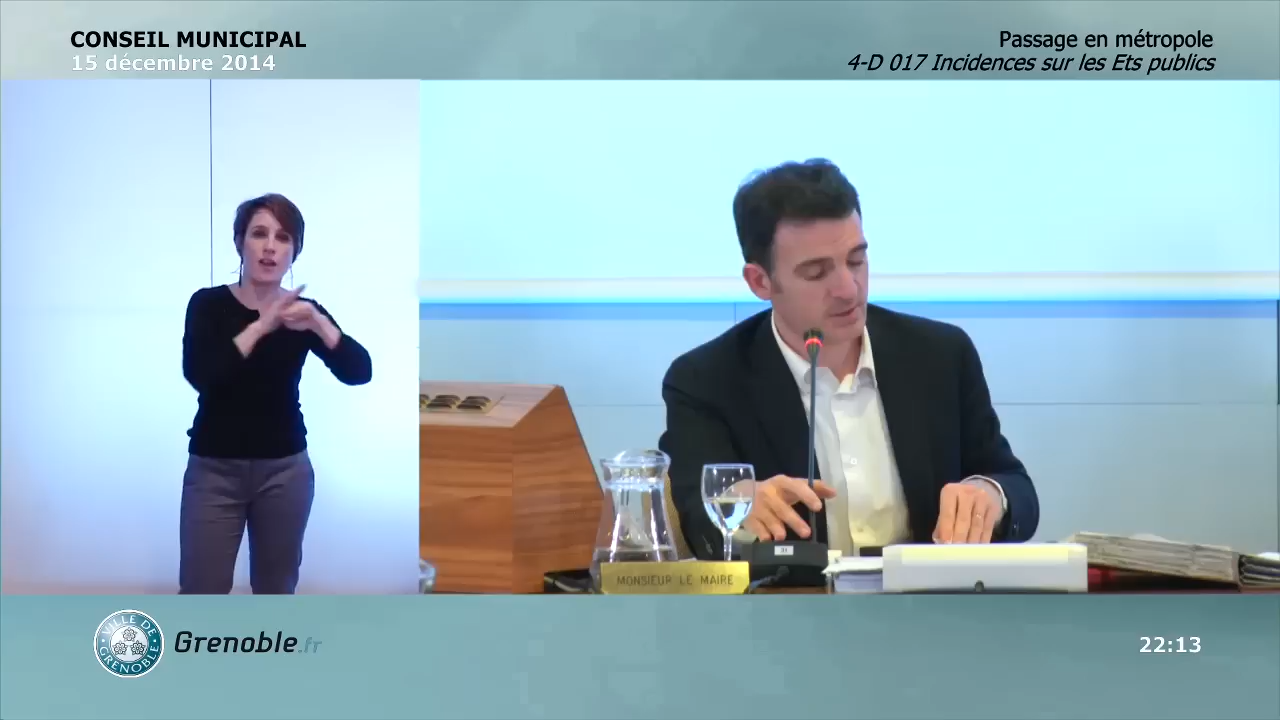 CONSEIL MUNICIPAL
15 décembre 2014
Passage en métropole
4-D 017 Incidences sur les Ets publics
MONSIEUR LE MAIRE
VILLE DE GRENOBLE
Grenoble.fr
22:13